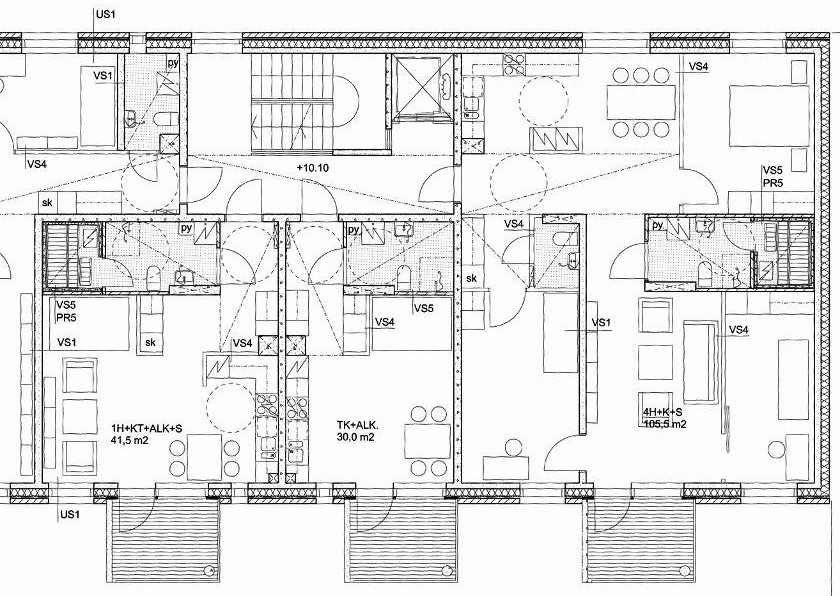 US1
py
VS1
VS4
VS4
+10.10
VS5
PR5
sk
py
py
VS4
py
sk
VS5
PR5
VS5
VS4
VS1
VS4
VS1
VS4
sk
1H+KT+ALK+S
41,5 m2
TK+ALK.
30,0 m2
4H+K+S
105,5 m2
US1